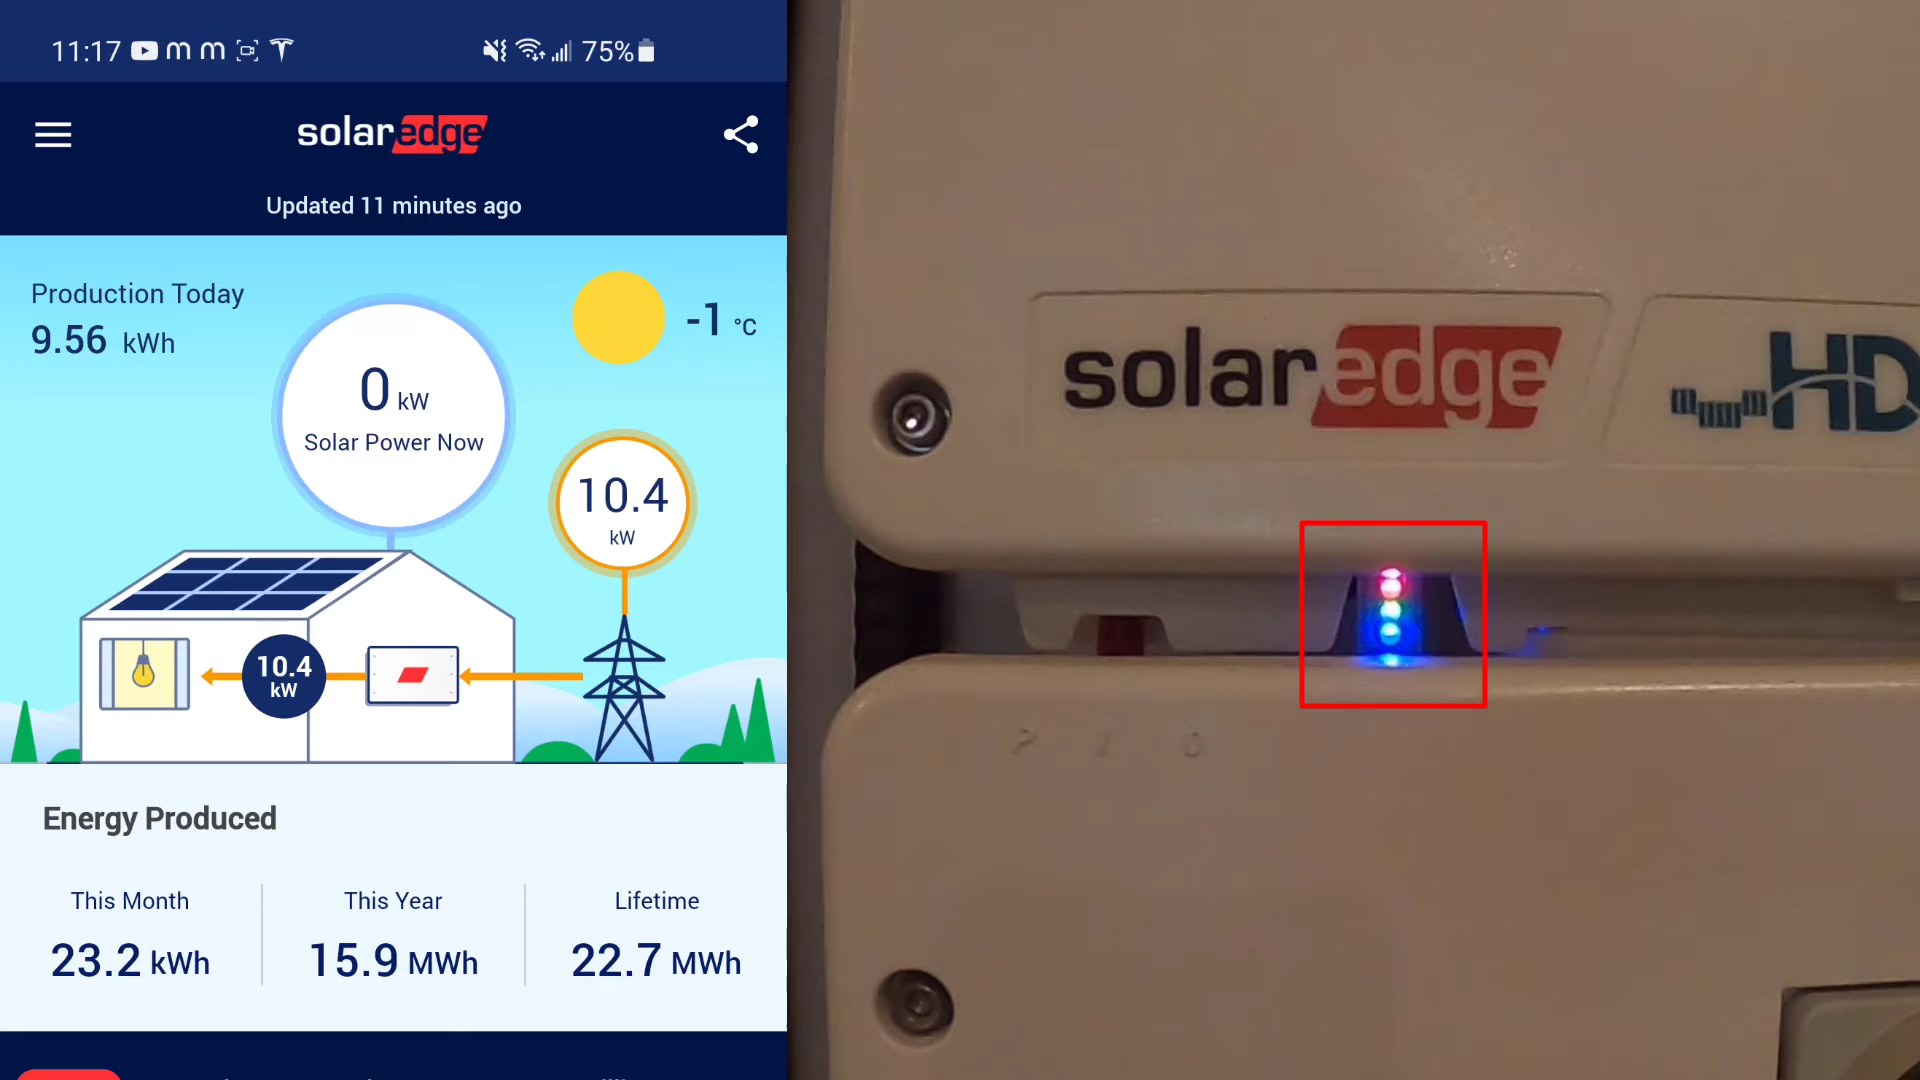 11:17
75%
solaredge
Updated 11 minutes ago
Production Today
9.56 kWh
-1 °C
0 kW
Solar Power Now
10.4
kW
10.4
kW
Energy Produced
This Month
This Year
Lifetime
23.2 kWh
15.9 MWh
22.7 MWh
solaredge
HD